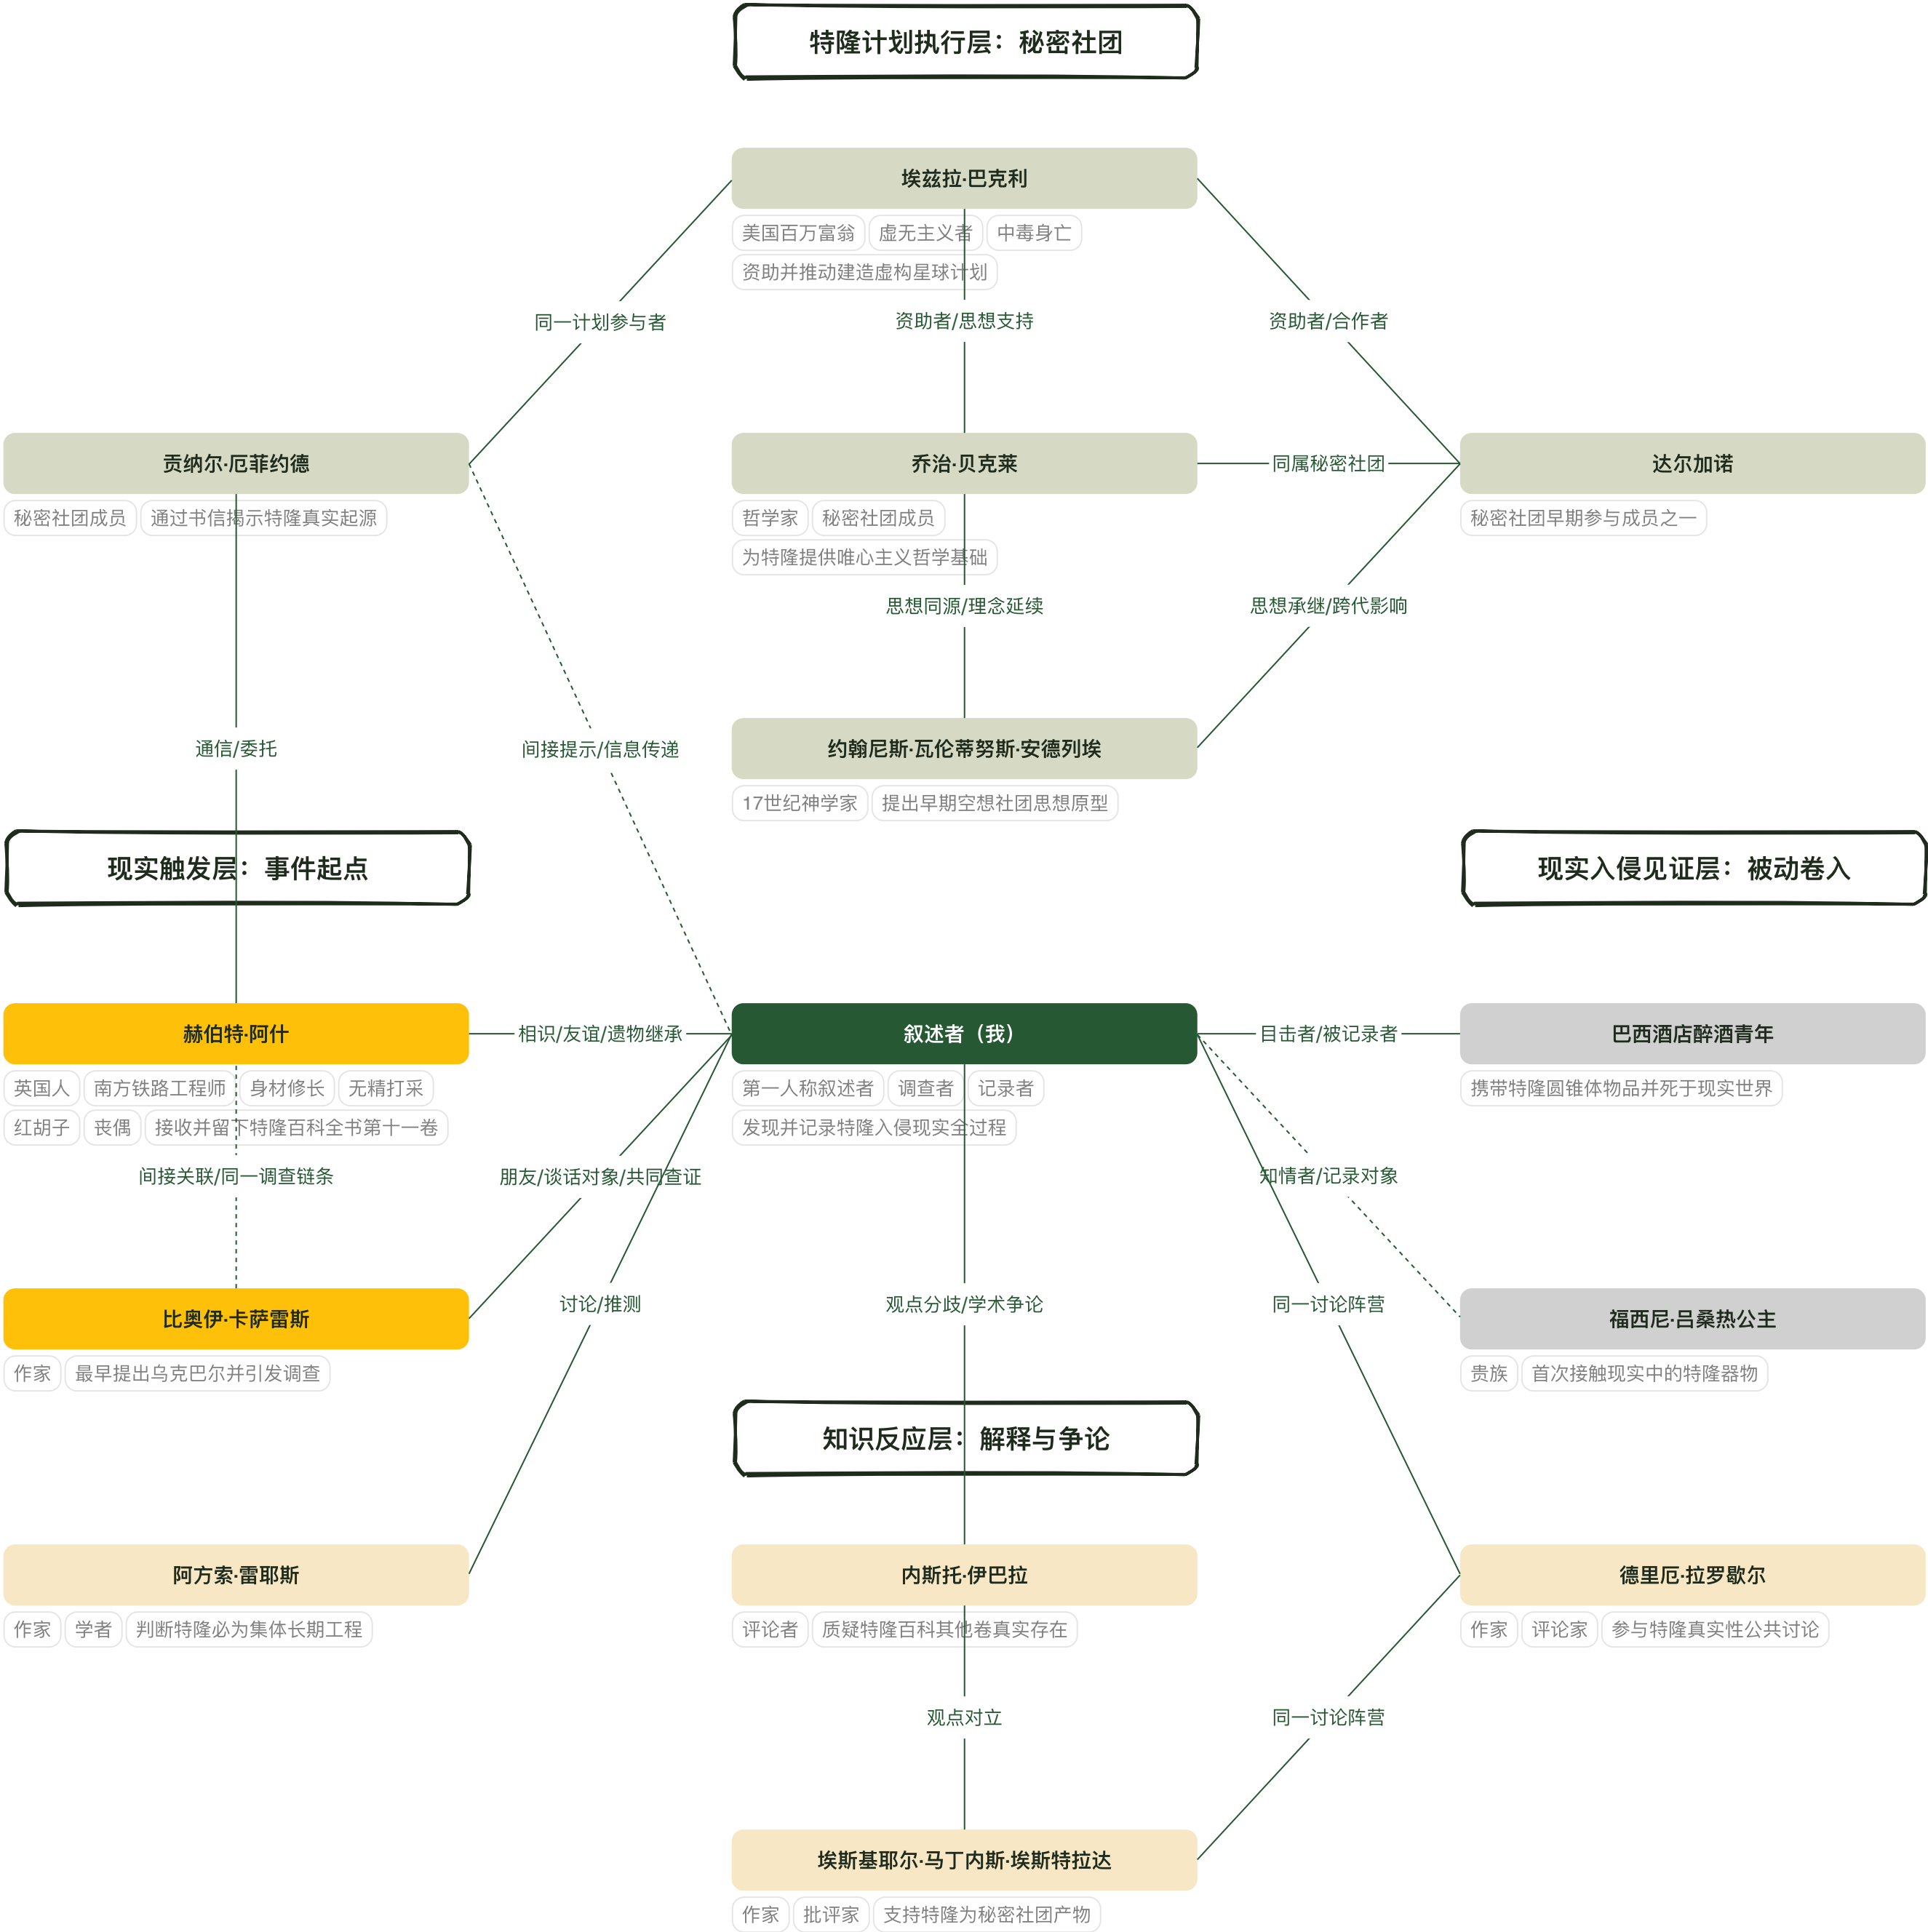 特隆计划执行层：秘密社团
埃兹拉·巴克利
美国百万富翁 虚无主义者 中毒身亡
资助并推动建造虚构星球计划
同一计划参与者 资助者/思想支持 资助者/合作者
贡纳尔·厄菲约德 乔治·贝克莱 同属秘密社团 达尔加诺
秘密社团成员 通过书信揭示特隆真实起源 哲学家 秘密社团成员 秘密社团早期参与成员之一
为特隆提供唯心主义哲学基础
思想同源/理念延续 思想承继/跨代影响
通信/委托 间接提示/信息传递 约翰尼斯·瓦伦蒂努斯·安德列埃
17世纪神学家 提出早期空想社团思想原型
现实触发层：事件起点 现实入侵见证层：被动卷入
赫伯特·阿什 相识/友谊/遗物继承 叙述者（我） 目击者/被记录者 巴西酒店醉酒青年
英国人 南方铁路工程师 身材修长 无精打采 第一人称叙述者 调查者 记录者 携带特隆圆锥体物品并死于现实世界
红胡子 丧偶 接收并留下特隆百科全书第十一卷 发现并记录特隆入侵现实全过程
间接关联/同一调查链条 朋友/谈话对象/共同查证 知情者/记录对象
比奥伊·卡萨雷斯 讨论/推测 观点分歧/学术争论 同一讨论阵营 福西尼·吕桑热公主
作家 最早提出乌克巴尔并引发调查 贵族 首次接触现实中的特隆器物
知识反应层：解释与争论
阿方索·雷耶斯 内斯托·伊巴拉 德里厄·拉罗歇尔
作家 学者 判断特隆必为集体长期工程 评论者 质疑特隆百科其他卷真实存在 作家 评论家 参与特隆真实性公共讨论
观点对立 同一讨论阵营
埃斯基耶尔·马丁内斯·埃斯特拉达
作家 批评家 支持特隆为秘密社团产物